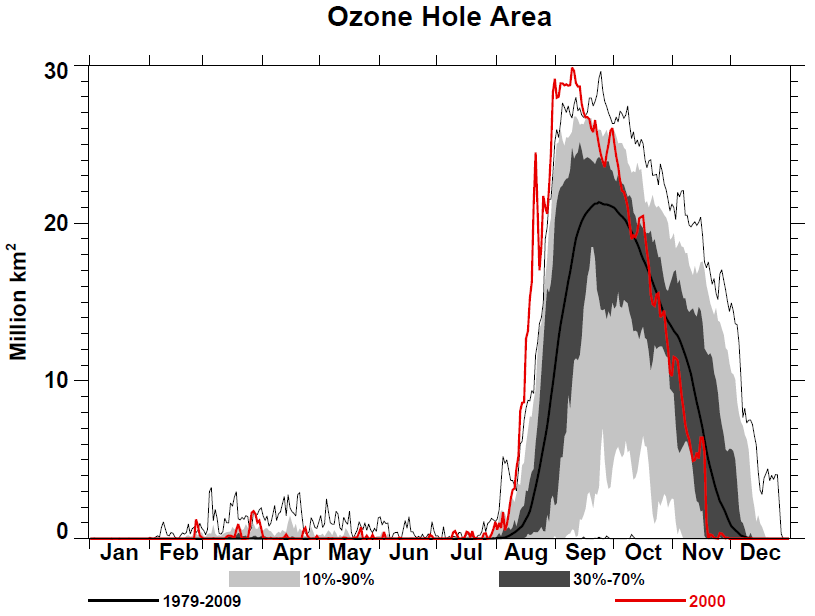 Ozone Hole Area
30
20
10
0
Million km²
Jan Feb Mar Apr May Jun Jul Aug Sep Oct Nov Dec
10%-90% 30%-70%
1979-2009 2000